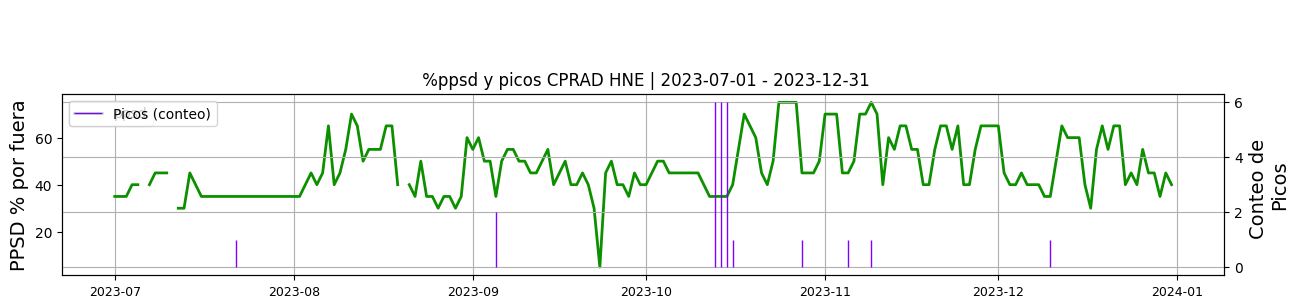 %ppsd y picos CPRAD HNE | 2023-07-01 - 2023-12-31
Picos (conteo)
PPSD % por fuera
60
40
20
6
4
2
0
Conteo de
Picos
2023-07
2023-08
2023-09
2023-10
2023-11
2023-12
2024-01